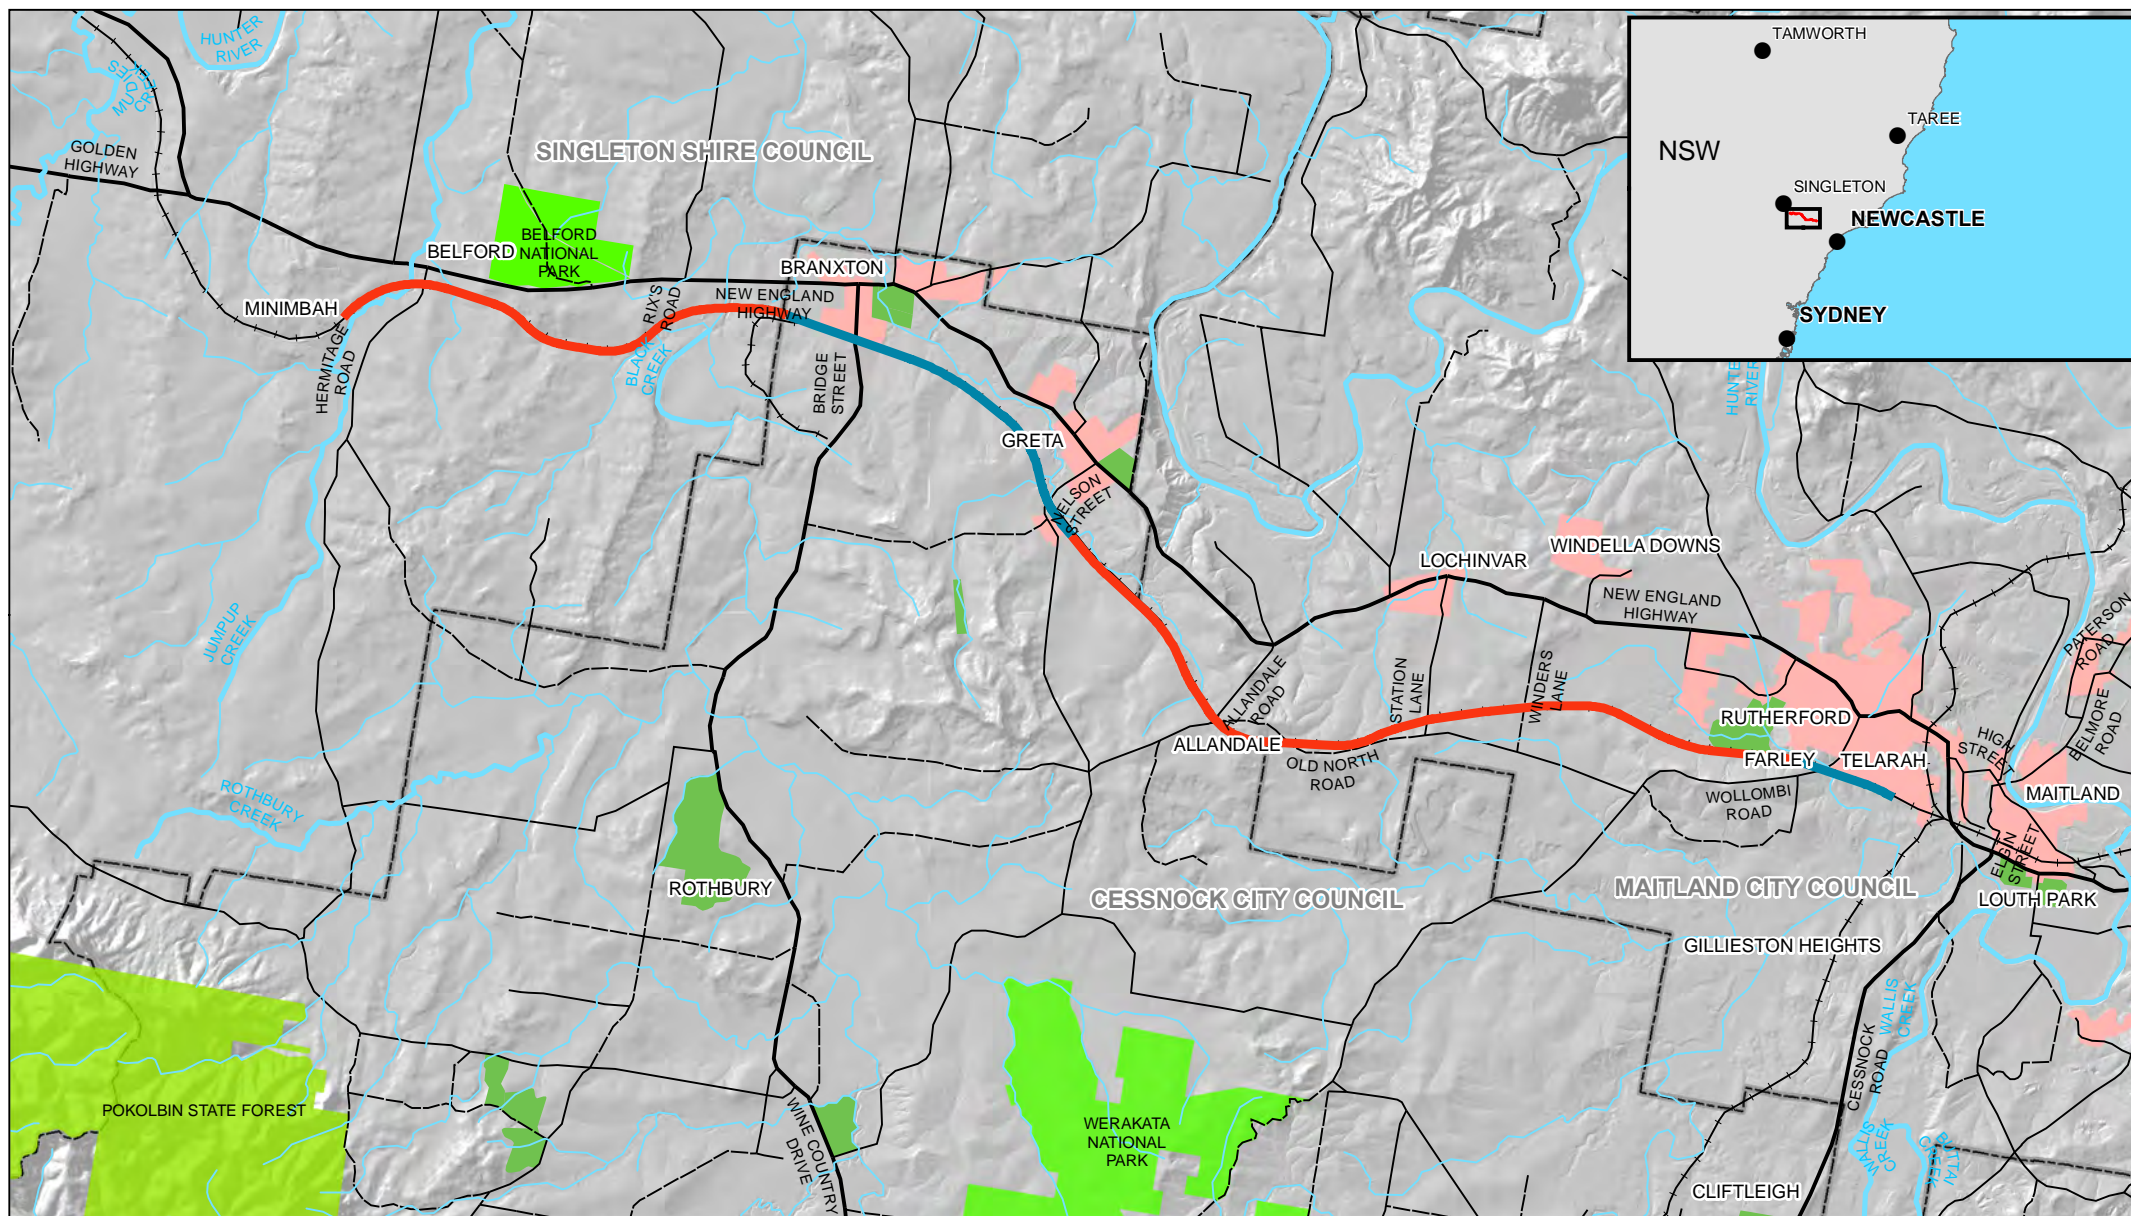 HUNTER
RIVER
MUDIES
CREEK
GOLDEN
HIGHWAY
SINGLETON SHIRE COUNCIL
TAMWORTH
TAREE
NSW
SINGLETON
NEWCASTLE
SYDNEY
BELFORD
BELFORD
NATIONAL
PARK
BRANXTON
MINIMBAH
RIX'S
ROAD
NEW ENGLAND
HIGHWAY
HERMITAGE
ROAD
BLACK
CREEK
BRIDGE
STREET
HUNTER
RIVER
GRETA
NELSON
STREET
LOCHINVAR
WINDELLA DOWNS
NEW ENGLAND
HIGHWAY
JUMPUP
CREEK
PATERSON
ROAD
ALLANDALE
ROAD
STATION
LANE
WINDERS
LANE
BELMORE
ROAD
RUTHERFORD
HIGH
STREET
ALLANDALE
OLD NORTH
ROAD
FARLEY
TELARAH
WOLLOMBI
ROAD
MAITLAND
ROTHBURY
CREEK
ELGIN
STREET
ROTHBURY
CESSNOCK CITY COUNCIL
MAITLAND CITY COUNCIL
LOUTH PARK
GILLIESTON HEIGHTS
WALLIS
CREEK
CESSNOCK
ROAD
POKOLBIN STATE FOREST
WINE COUNTRY
DRIVE
WERAKATA
NATIONAL
PARK
WALLIS
CREEK
BUTTAI
CREEK
CLIFTLEIGH